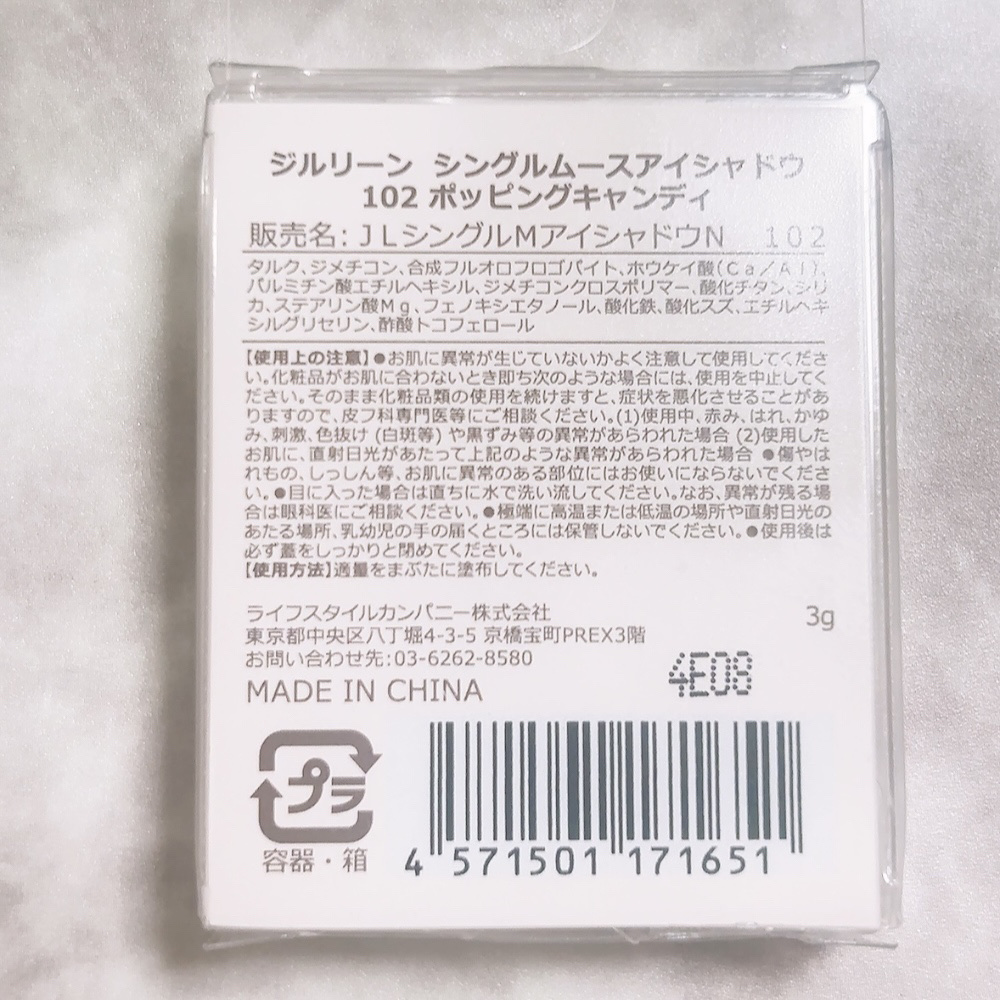 ジルリーン シングルムースアイシャドウ
102 ポッピングキャンディ
販売名:JLシングルMアイシャドウN 102
タルク、ジメチコン、合成フルオロフロゴパイト、ホウケイ酸(Ca/Al)、
パルミチン酸エチルヘキシル、ジメチコンクロスポリマー、酸化チタン、シリ
カ、ステアリン酸Mg、フェノキシエタノール、酸化鉄、酸化スズ、エチルヘキ
シルグリセリン、酢酸トコフェロール
【使用上の注意】●お肌に異常が生じていないかよく注意して使用してくださ
い。化粧品がお肌に合わないとき即ち次のような場合には、使用を中止してく
ださい。そのまま化粧品類の使用を続けますと、症状を悪化させることがあ
りますので、皮フ科専門医等にご相談ください。(1)使用中、赤み、はれ、かゆ
み、刺激、色抜け(白斑等)や黒ずみ等の異常があらわれた場合 (2)使用した
お肌に、直射日光があたって上記のような異常があらわれた場合 ●傷やは
れもの、しっしん等、お肌に異常のある部位にはお使いにならないでくださ
い。●目に入った場合は直ちに水で洗い流してください。なお、異常が残る場
合は眼科医にご相談ください。●極端に高温または低温の場所や直射日光の
あたる場所、乳幼児の手の届くところには保管しないでください。●使用後は
必ず蓋をしっかりと閉めてください。
【使用方法】適量をまぶたに塗布してください。
ライフスタイルカンパニー株式会社
3g
東京都中央区八丁堀4-3-5 京橋宝町PREX3階
お問い合わせ先:03-6262-8580
4E08
MADE IN CHINA
プラ
容器・箱
4 571501 171651